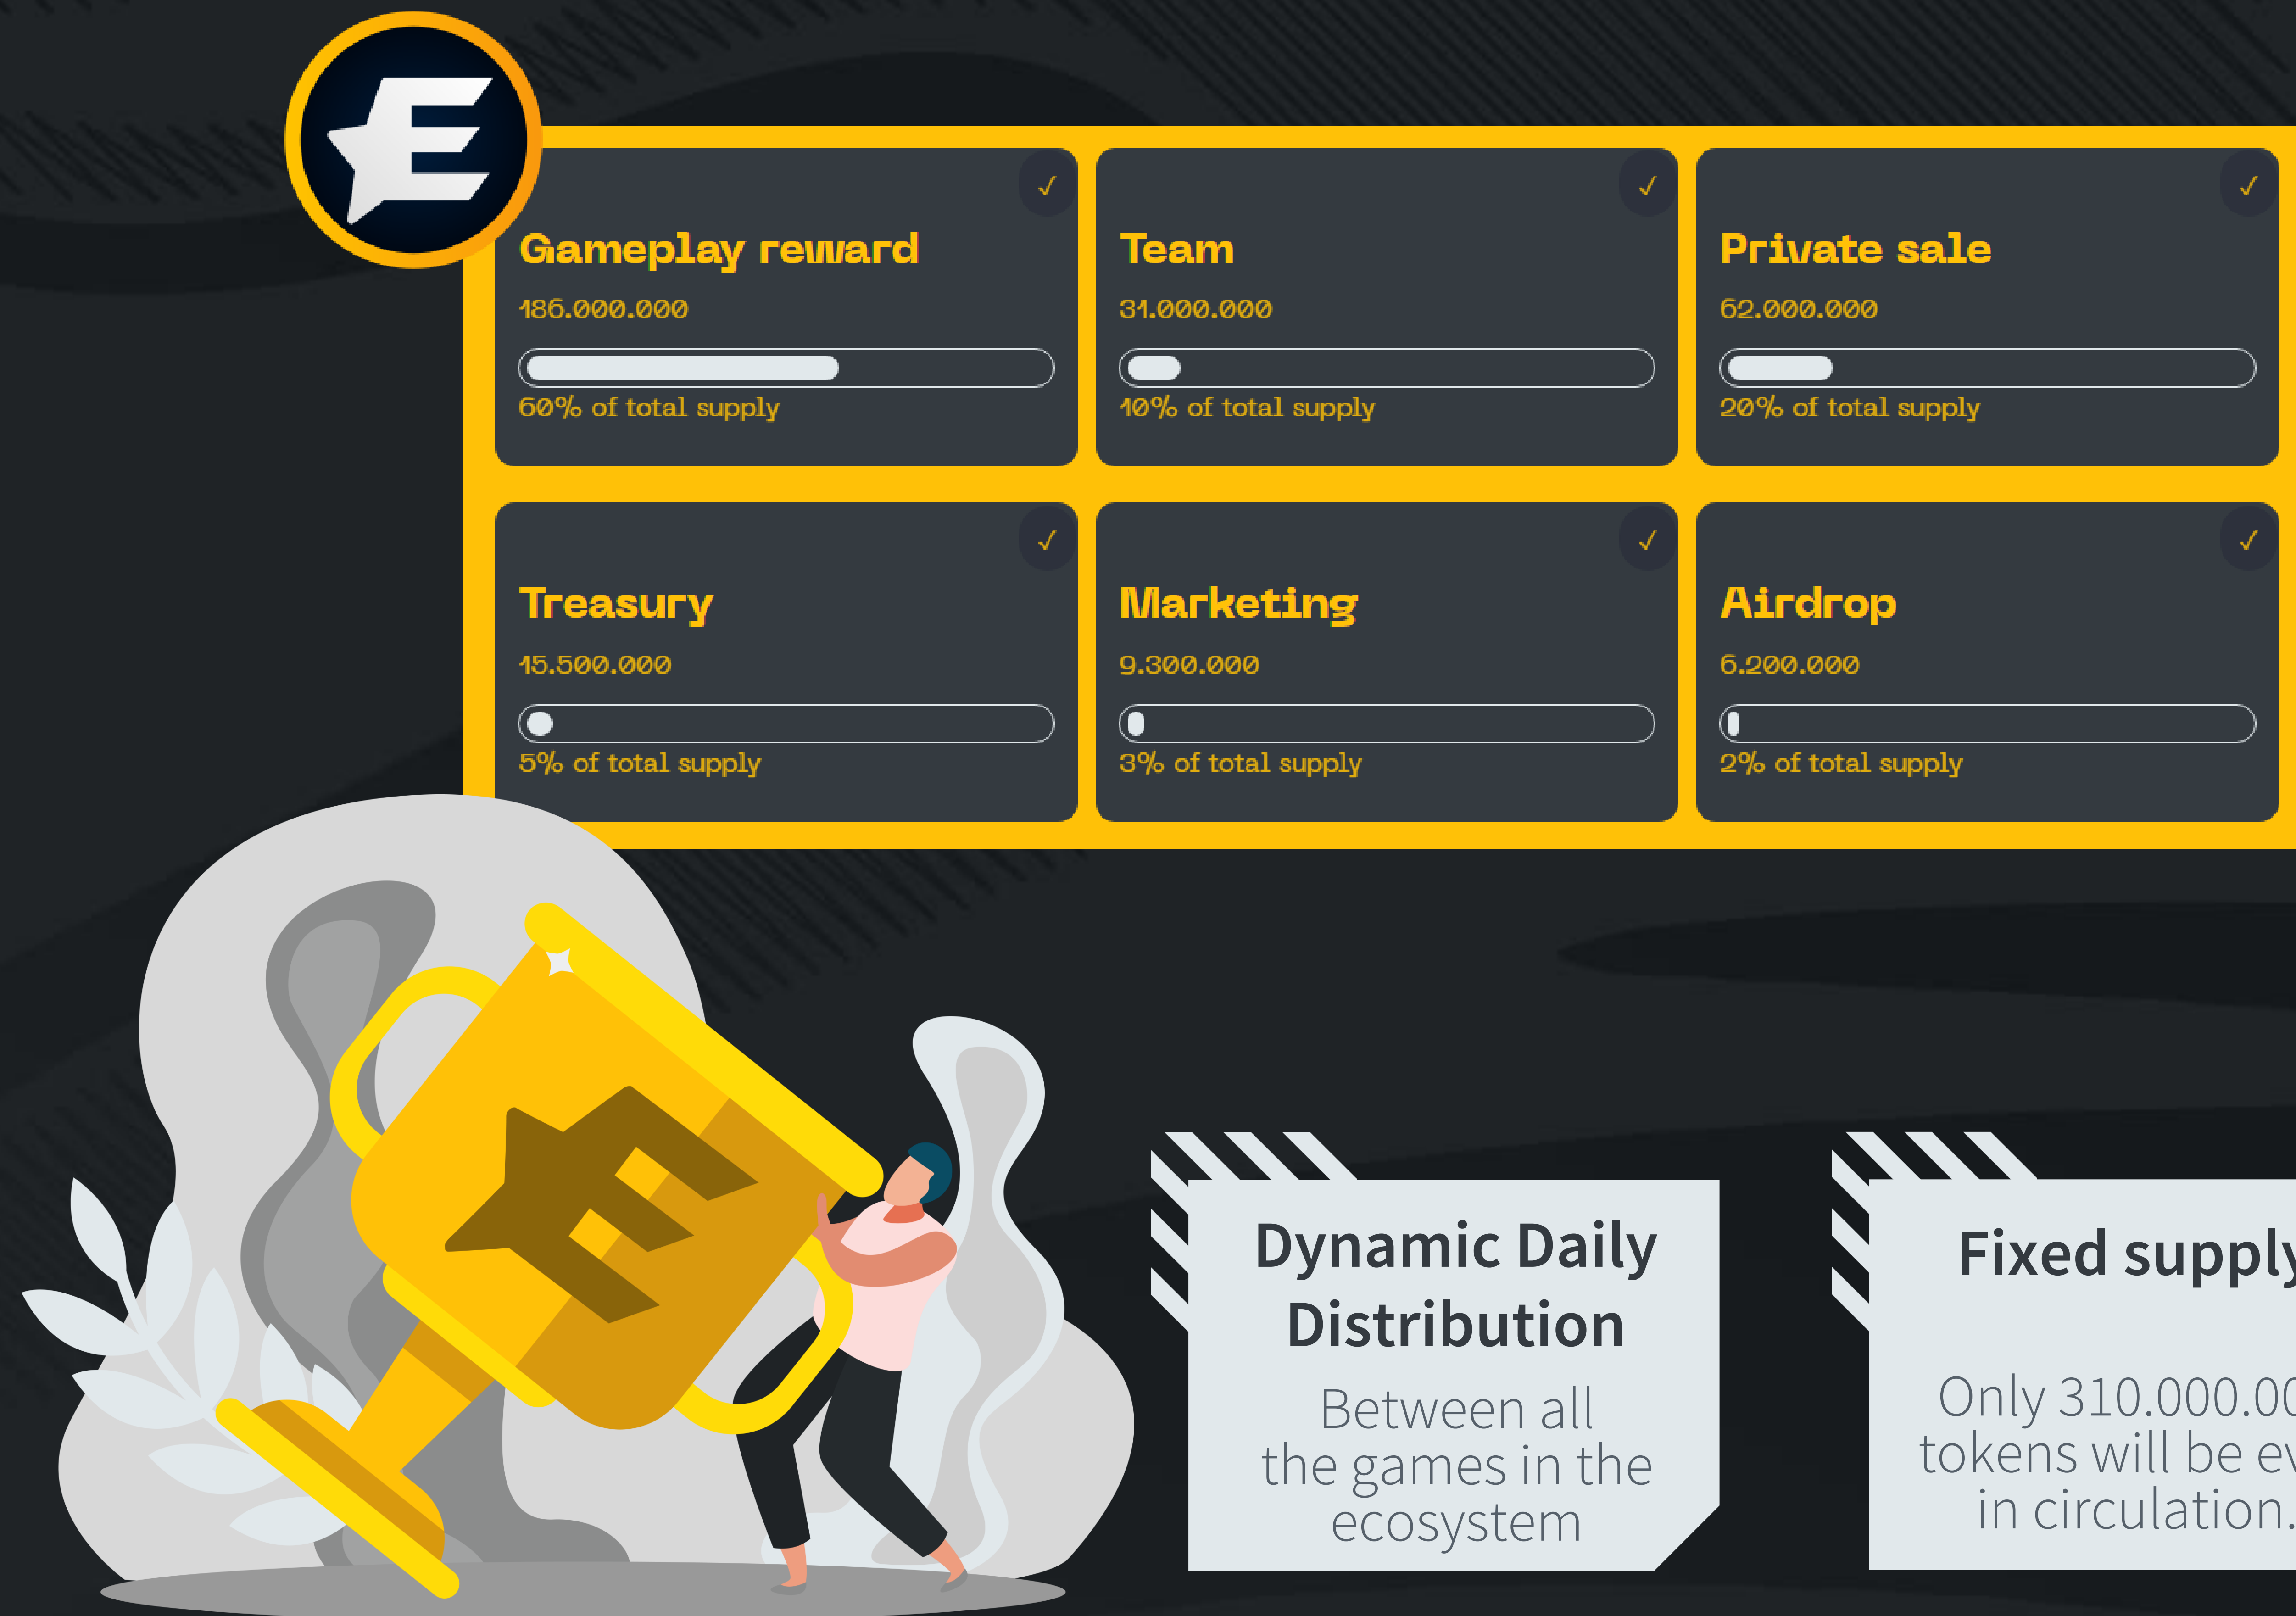 Gameplay reward
186.000.000
60% of total supply
Team
31.000.000
10% of total supply
Private sale
62.000.000
20% of total supply
Treasury
15.500.000
5% of total supply
Marketing
9.300.000
3% of total supply
Airdrop
6.200.000
2% of total supply
Dynamic Daily
Distribution
Between all
the games in the
ecosystem
Fixed supply
Only
tokens will be
in circulation.